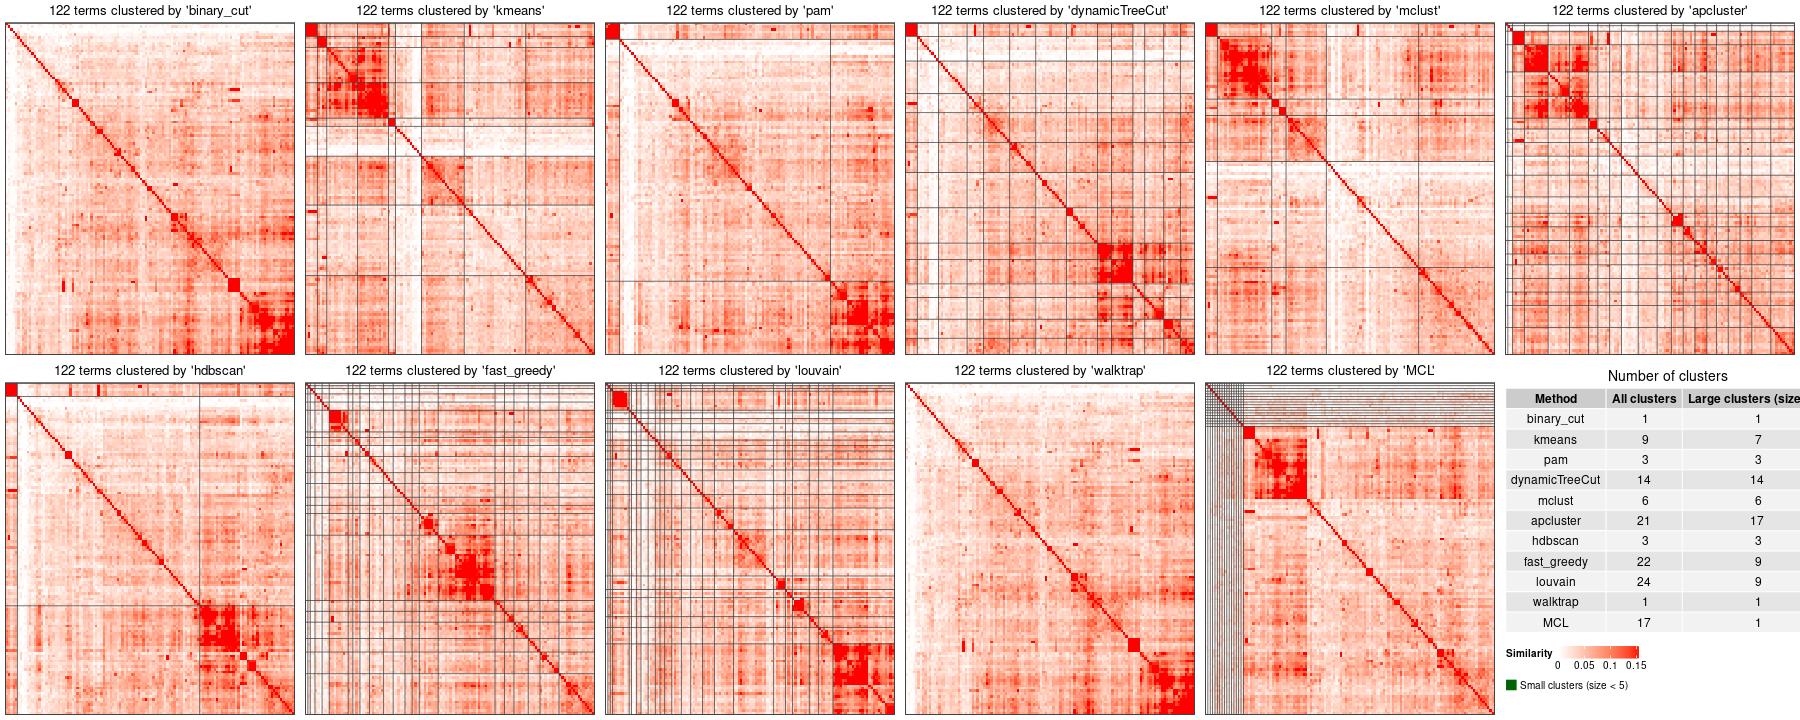 122 terms clustered by 'binary_cut'
122 terms clustered by 'kmeans'
122 terms clustered by 'pam'
122 terms clustered by 'dynamicTreeCut'
122 terms clustered by 'mclust'
122 terms clustered by 'apcluster'
122 terms clustered by 'hdbscan'
122 terms clustered by 'fast_greedy'
122 terms clustered by 'louvain'
122 terms clustered by 'walktrap'
122 terms clustered by 'MCL'
Number of clusters
Method All clusters Large clusters (size
binary_cut 1 1
kmeans 9 7
pam 3 3
dynamicTreeCut 14 14
mclust 6 6
apcluster 21 17
hdbscan 3 3
fast_greedy 22 9
louvain 24 9
walktrap 1 1
MCL 17 1
Similarity
0 0.05 0.1 0.15
Small clusters (size < 5)